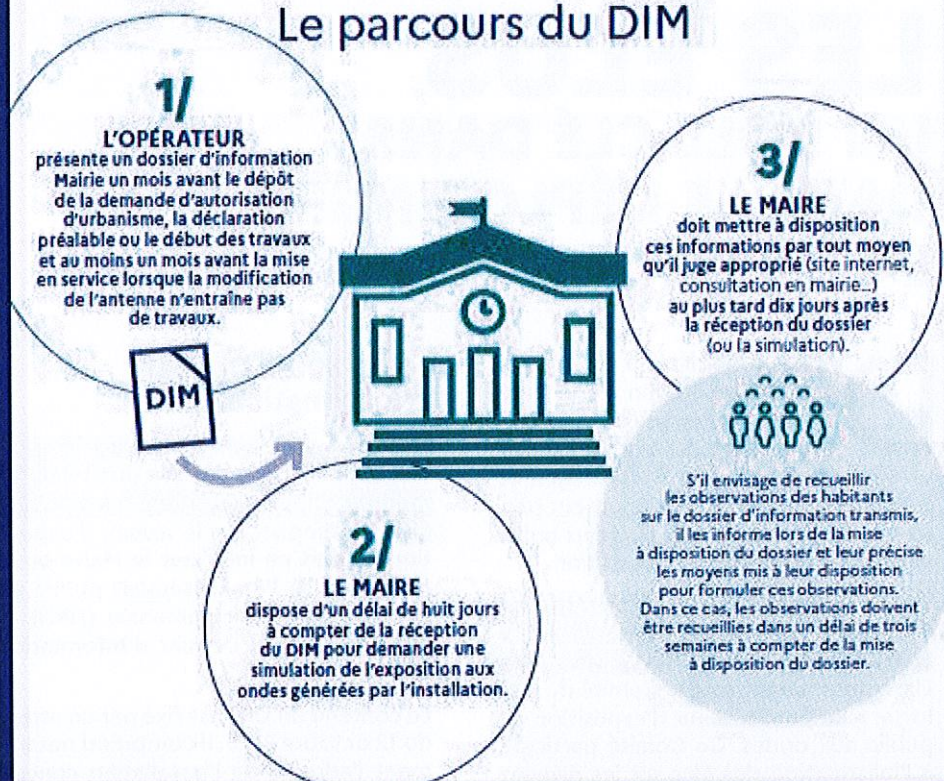 Le parcours du DIM
1/
L'OPÉRATEUR
présente un dossier d'information
Mairie un mois avant le dépôt
de la demande d'autorisation
d'urbanisme, la déclaration
préalable ou le début des travaux
et au moins un mois avant la mise
en service lorsque la modification
de l'antenne n'entraîne pas
de travaux.
DIM
2/
LE MAIRE
dispose d'un délai de huit jours
à compter de la réception
du DIM pour demander une
simulation de l'exposition aux
ondes générées par l'installation.
3/
LE MAIRE
doit mettre à disposition
ces informations par tout moyen
qu'il juge approprié (site internet,
consultation en mairie...)
au plus tard dix jours après
la réception du dossier
(ou la simulation).
S'il envisage de recueillir
les observations des habitants
sur le dossier d'information transmis,
il les informe lors de la mise
à disposition du dossier et leur précise
les moyens mis à leur disposition
pour formuler ces observations.
Dans ce cas, les observations doivent
être recueillies dans un délai de trois
semaines à compter de la mise
à disposition du dossier.